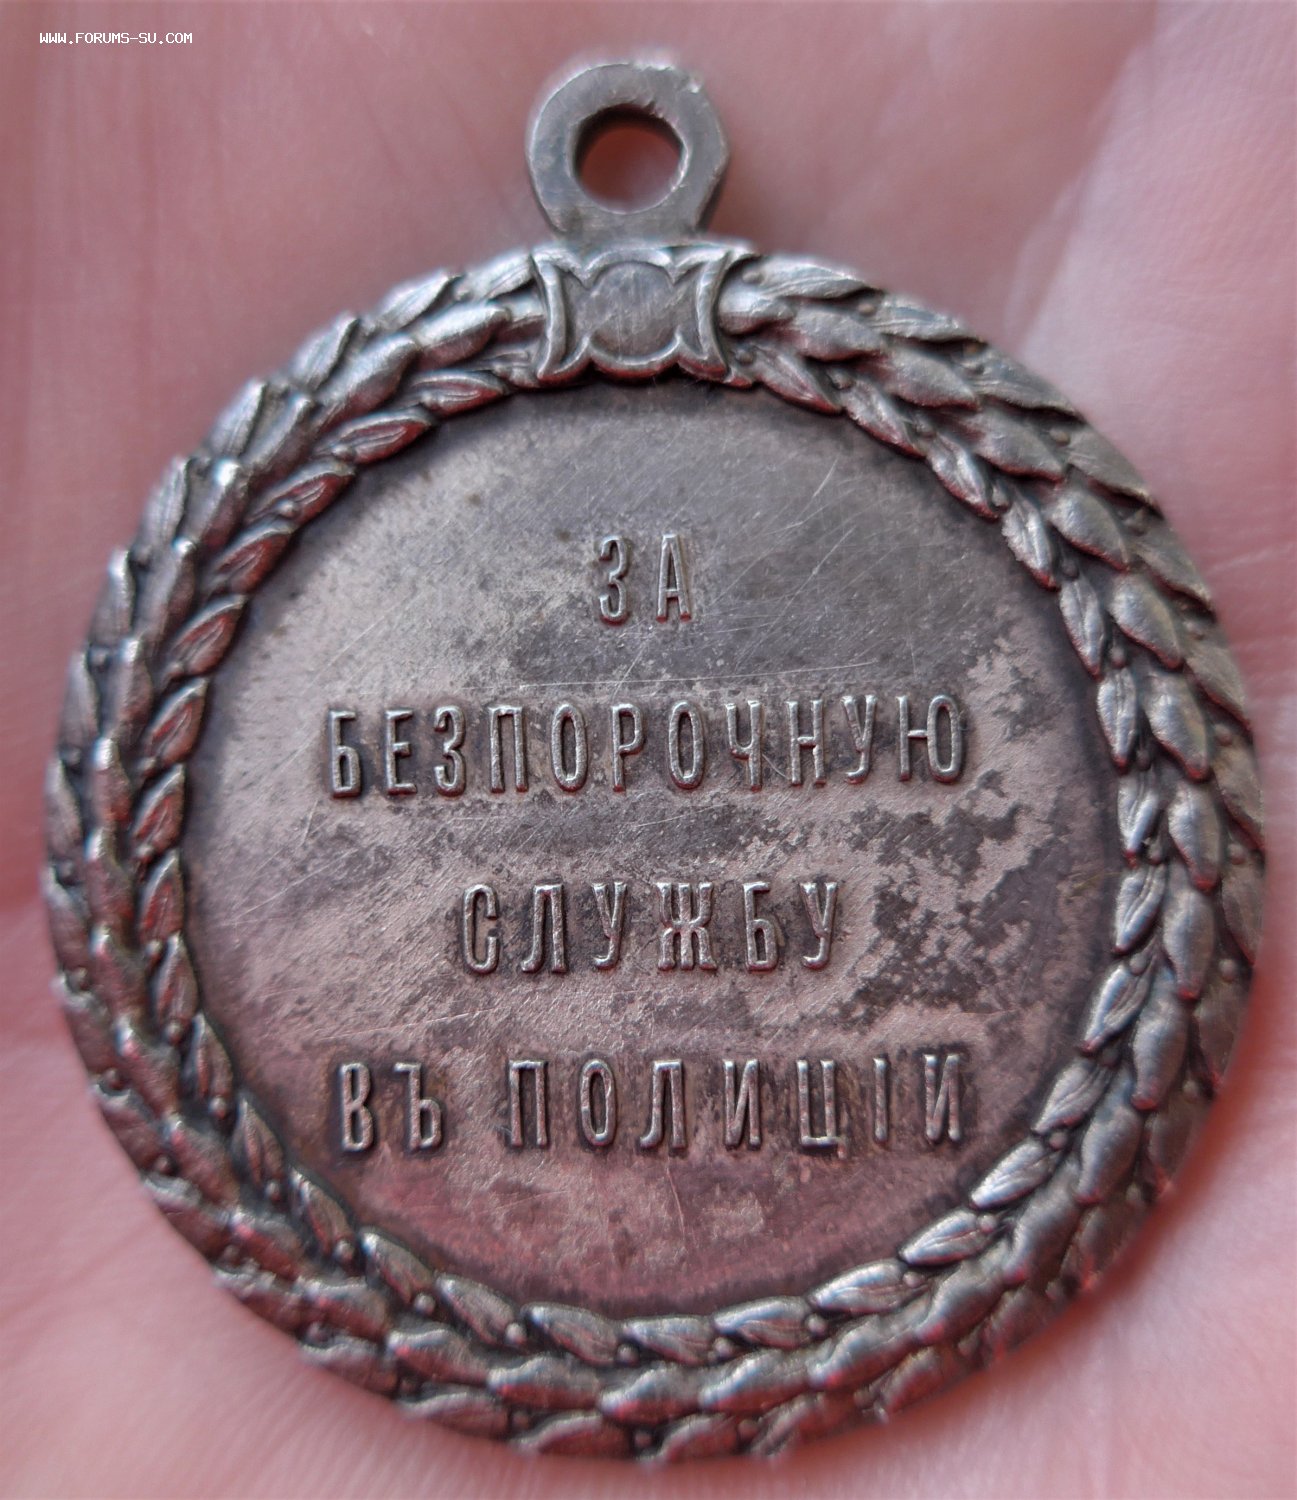 WWW.FORUMS-SU.COM
ЗА
БЕЗПОРОЧНУЮ
СЛУЖБУ
ВЪ ПОЛИЦІИ